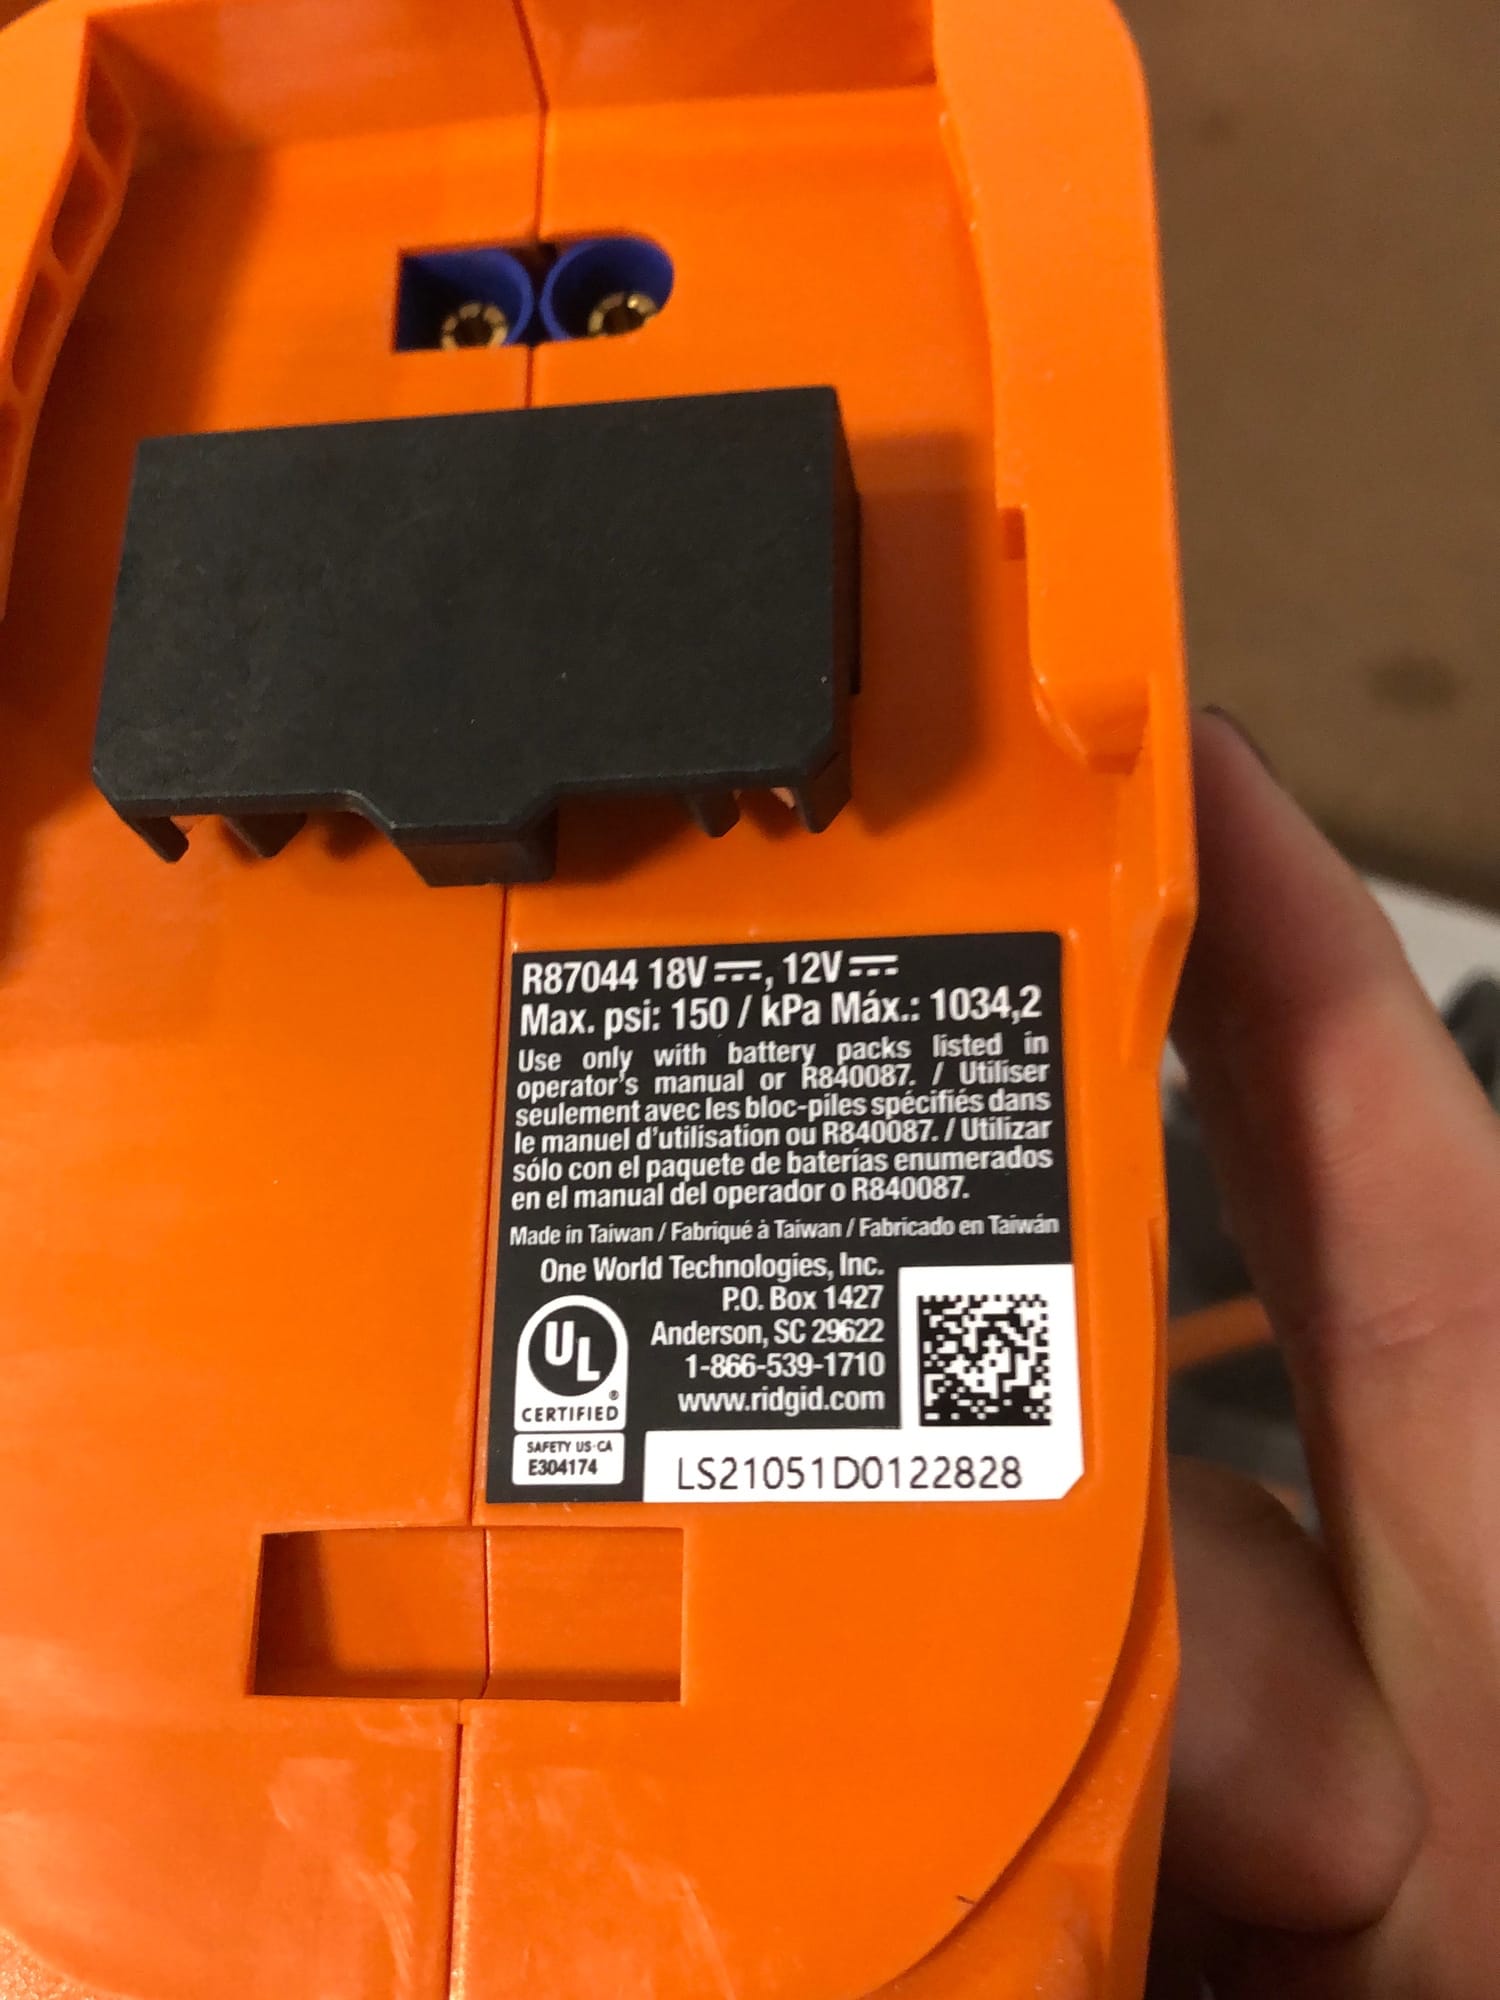 R87044 18V⎓, 12V⎓
Max. psi: 150 / kPa Máx.: 1034,2
Use only with battery packs listed in
operator's manual or R840087. / Utiliser
seulement avec les bloc-piles spécifiés dans
le manuel d'utilisation ou R840087. / Utilizar
sólo con el paquete de baterías enumerados
en el manual del operador o R840087.
Made in Taiwan / Fabriqué à Taiwan / Fabricado en Taiwán
One World Technologies, Inc.
P.O. Box 1427
Anderson, SC 29622
1-866-539-1710
www.ridgid.com
UL
®
CERTIFIED
SAFETY US·CA
E304174
LS21051D0122828